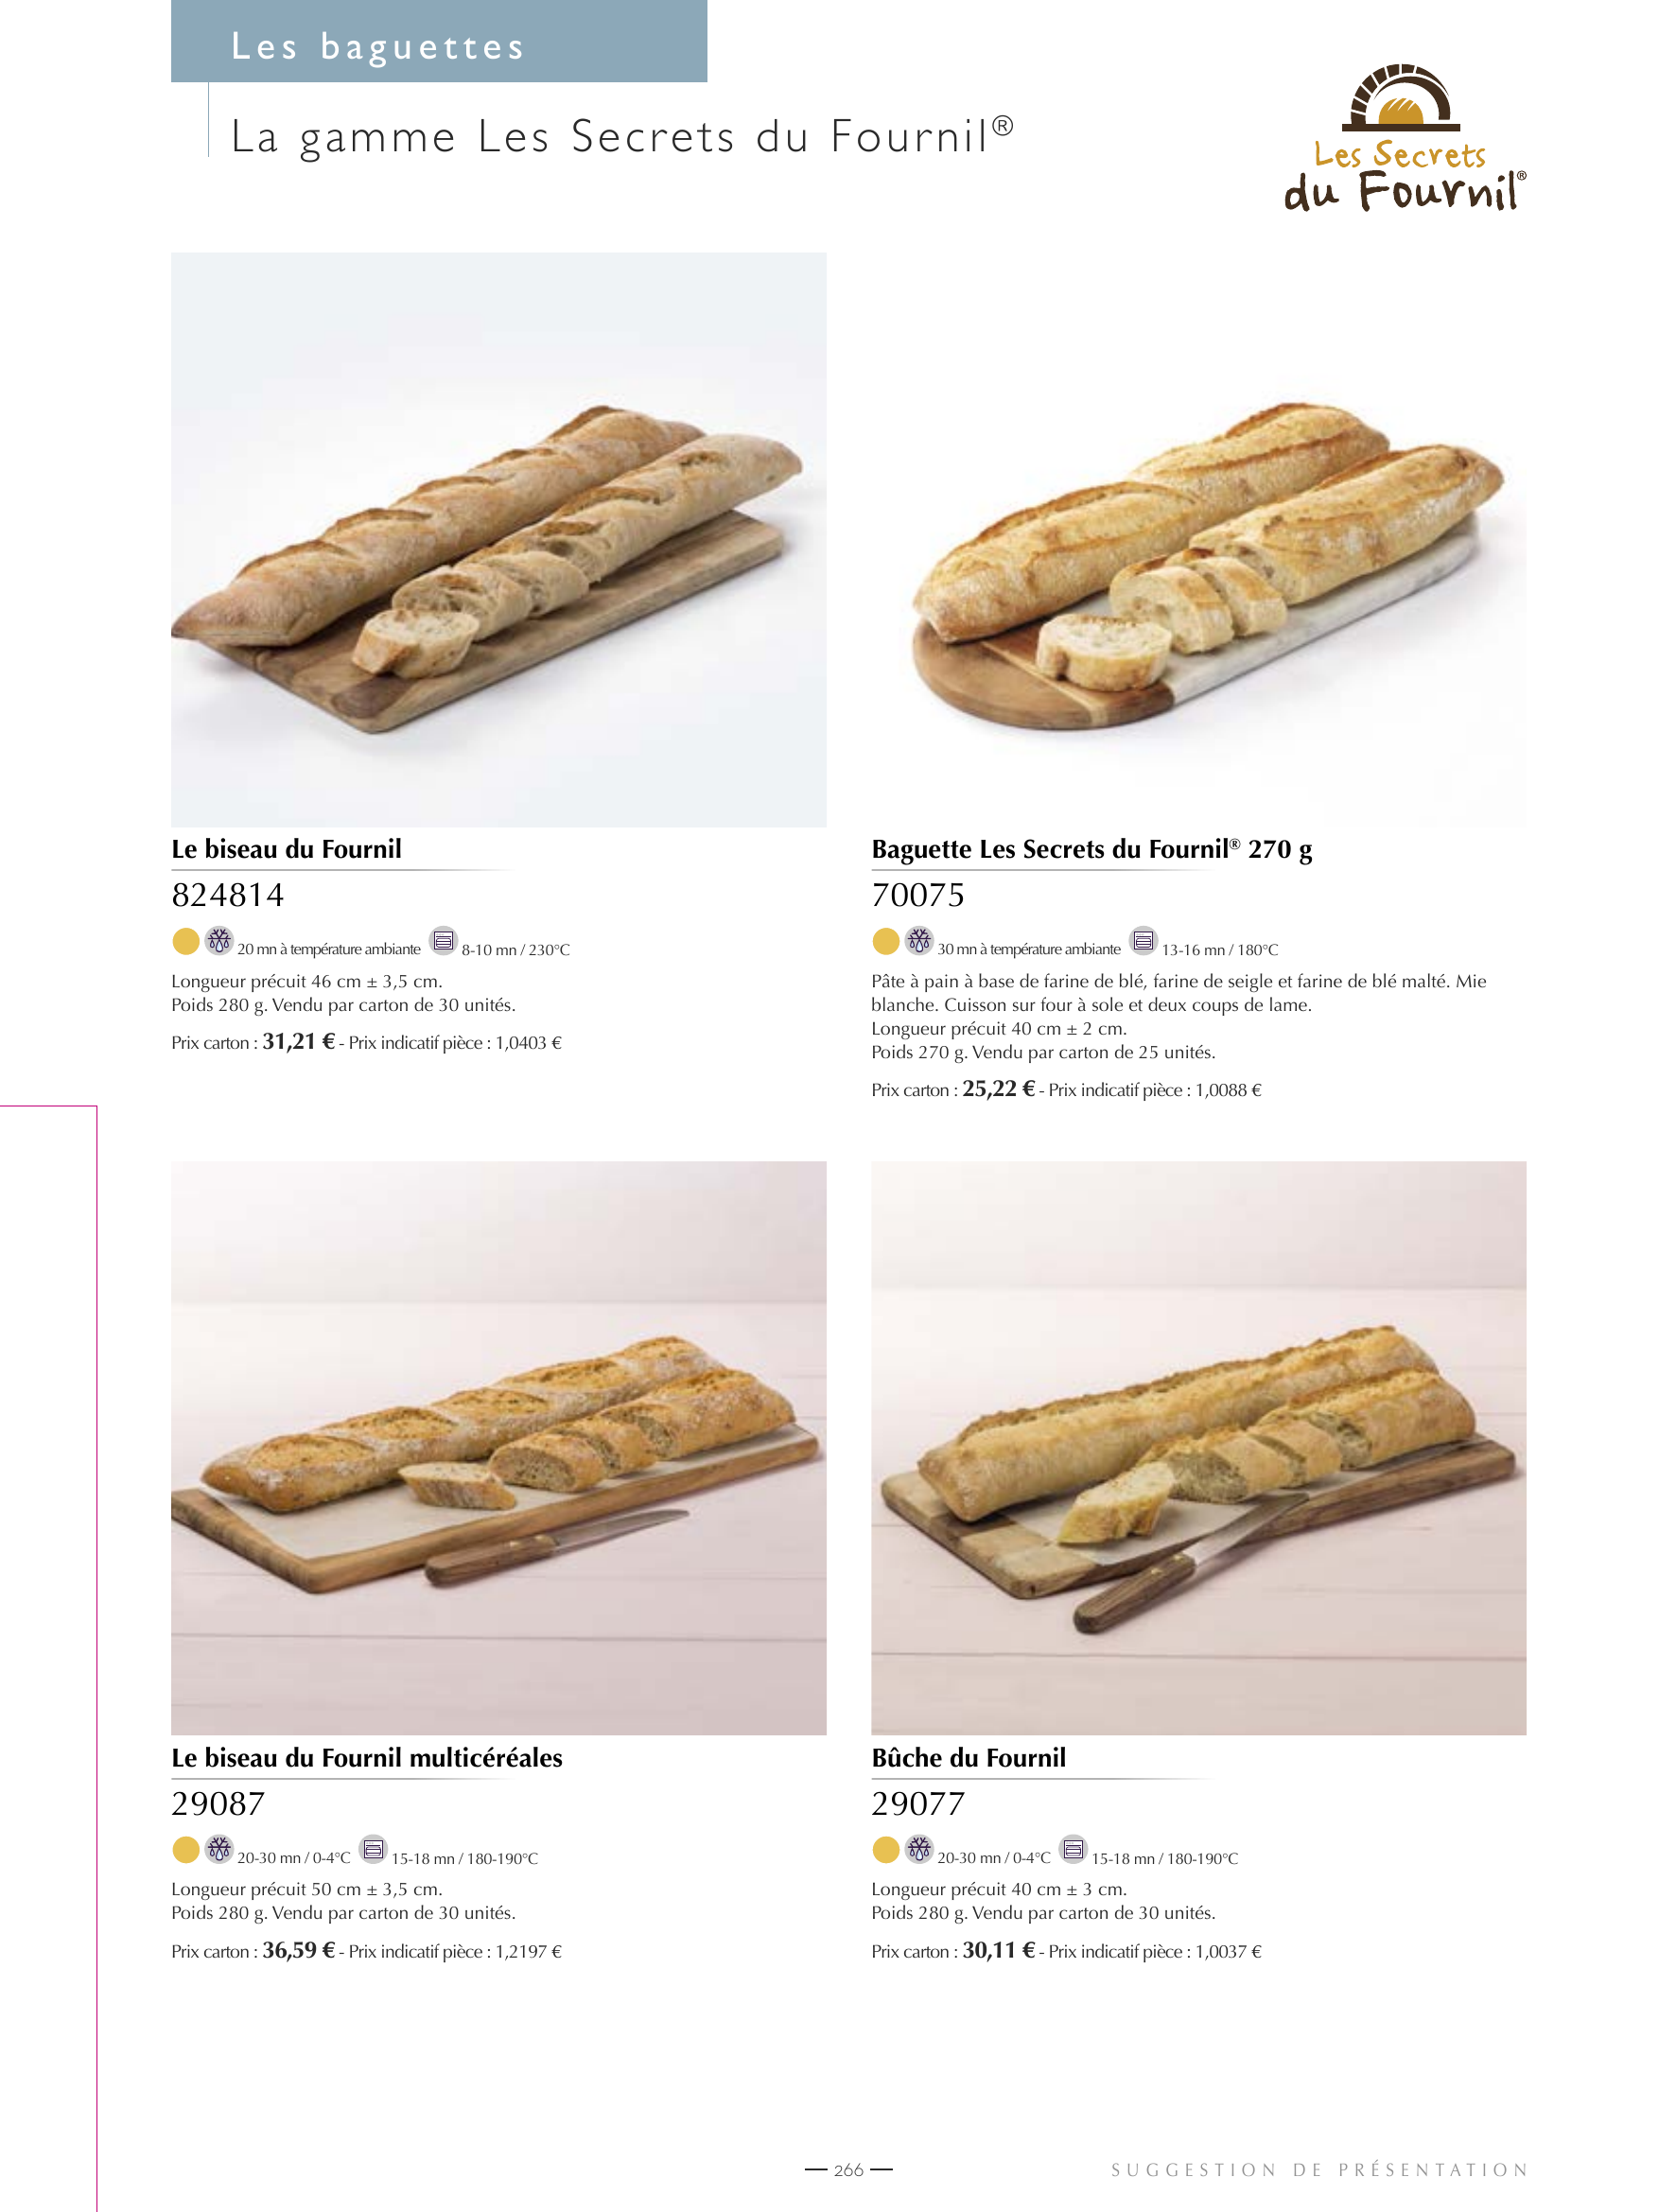 Les baguettes
La gamme Les Secrets du Fournil®
Les Secrets
du Fournil®
Le biseau du Fournil
824814
20 mn à température ambiante 8-10 mn / 230°C
Longueur précuit 46 cm ± 3,5 cm.
Poids 280 g. Vendu par carton de 30 unités.
Prix carton : 31,21 € - Prix indicatif pièce : 1,0403 €
Baguette Les Secrets du Fournil® 270 g
70075
30 mn à température ambiante 13-16 mn / 180°C
Pâte à pain à base de farine de blé, farine de seigle et farine de blé malté. Mie
blanche. Cuisson sur four à sole et deux coups de lame.
Longueur précuit 40 cm ± 2 cm.
Poids 270 g. Vendu par carton de 25 unités.
Prix carton : 25,22 € - Prix indicatif pièce : 1,0088 €
Le biseau du Fournil multicéréales
29087
20-30 mn / 0-4°C 15-18 mn / 180-190°C
Longueur précuit 50 cm ± 3,5 cm.
Poids 280 g. Vendu par carton de 30 unités.
Prix carton : 36,59 € - Prix indicatif pièce : 1,2197 €
Bûche du Fournil
29077
20-30 mn / 0-4°C 15-18 mn / 180-190°C
Longueur précuit 40 cm ± 3 cm.
Poids 280 g. Vendu par carton de 30 unités.
Prix carton : 30,11 € - Prix indicatif pièce : 1,0037 €
266
SUGGESTION DE PRÉSENTATION